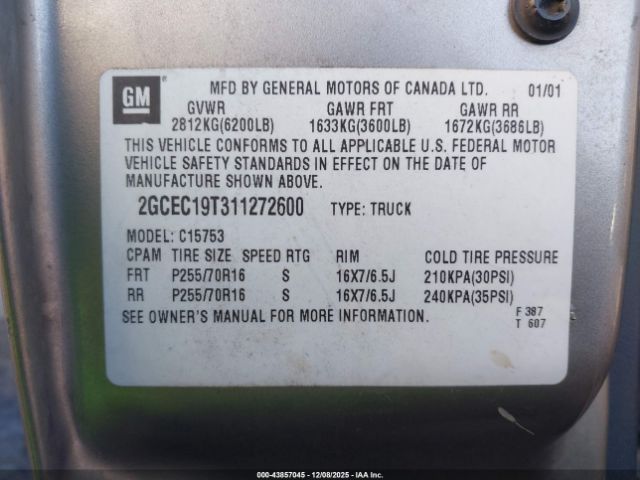 GM ® MFD BY GENERAL MOTORS OF CANADA LTD. 01/01
GVWR GAWR FRT GAWR RR
2812KG(6200LB) 1633KG(3600LB) 1672KG(3686LB)
THIS VEHICLE CONFORMS TO ALL APPLICABLE U.S. FEDERAL MOTOR
VEHICLE SAFETY STANDARDS IN EFFECT ON THE DATE OF
MANUFACTURE SHOWN ABOVE.
2GCEC19T311272600 TYPE: TRUCK
MODEL: C15753
CPAM TIRE SIZE SPEED RTG RIM COLD TIRE PRESSURE
FRT P255/70R16 S 16X7/6.5J 210KPA(30PSI)
RR P255/70R16 S 16X7/6.5J 240KPA(35PSI)
SEE OWNER'S MANUAL FOR MORE INFORMATION.
F 387
T 607
000-43857045 - 12/08/2025 - IAA, Inc.